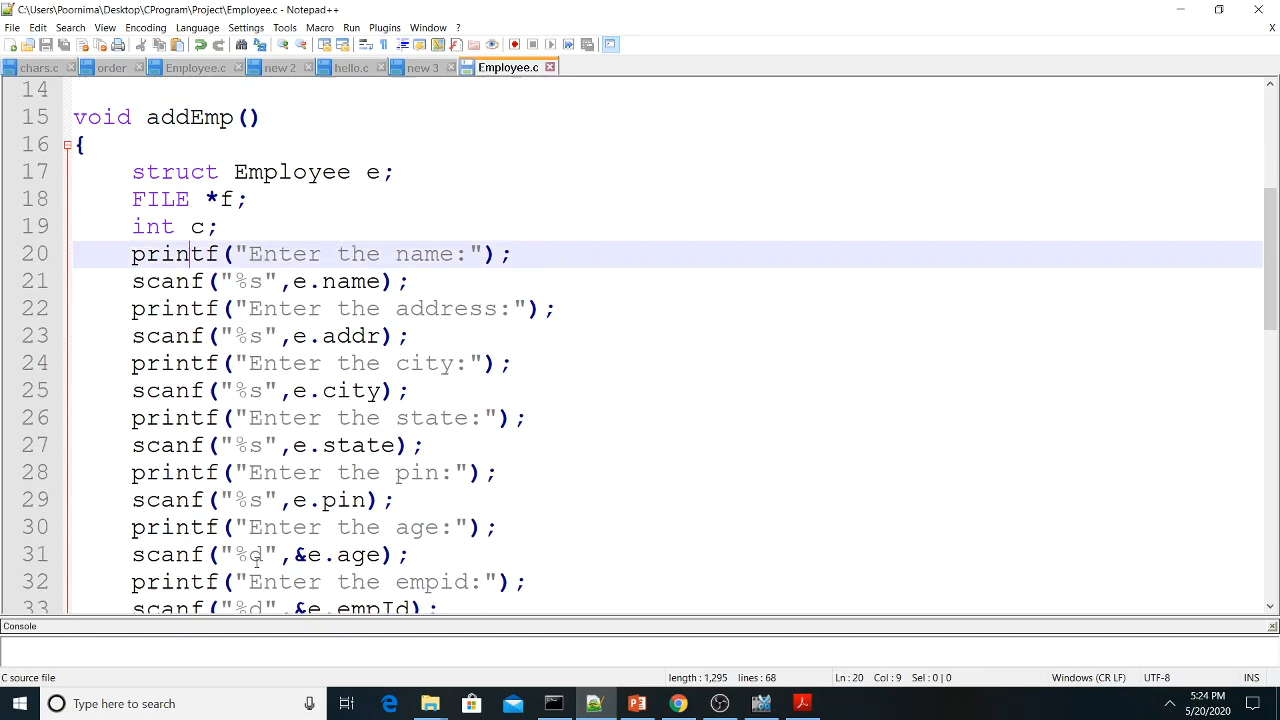 C:\Users\Poornima\Desktop\CProgram\Project\Employee.c - Notepad++
File Edit Search View Encoding Language Settings Tools Macro Run Plugins Window ? X
chars.c order Employee.c new 2 hello.c new 3 Employee.c
14
15 void addEmp()
16 {
17 struct Employee e;
18 FILE *f;
19 int c;
20 printf("Enter the name:");
21 scanf("%s",e.name);
22 printf("Enter the address:");
23 scanf("%s",e.addr);
24 printf("Enter the city:");
25 scanf("%s",e.city);
26 printf("Enter the state:");
27 scanf("%s",e.state);
28 printf("Enter the pin:");
29 scanf("%s",e.pin);
30 printf("Enter the age:");
31 scanf("%d",&e.age);
32 printf("Enter the empid:");
33 scanf("%d",&e.empId);
Console
C source file length : 1,295 lines : 68 Ln : 20 Col : 9 Sel : 0 | 0 Windows (CR LF) UTF-8 INS
Type here to search
5:24 PM
5/20/2020